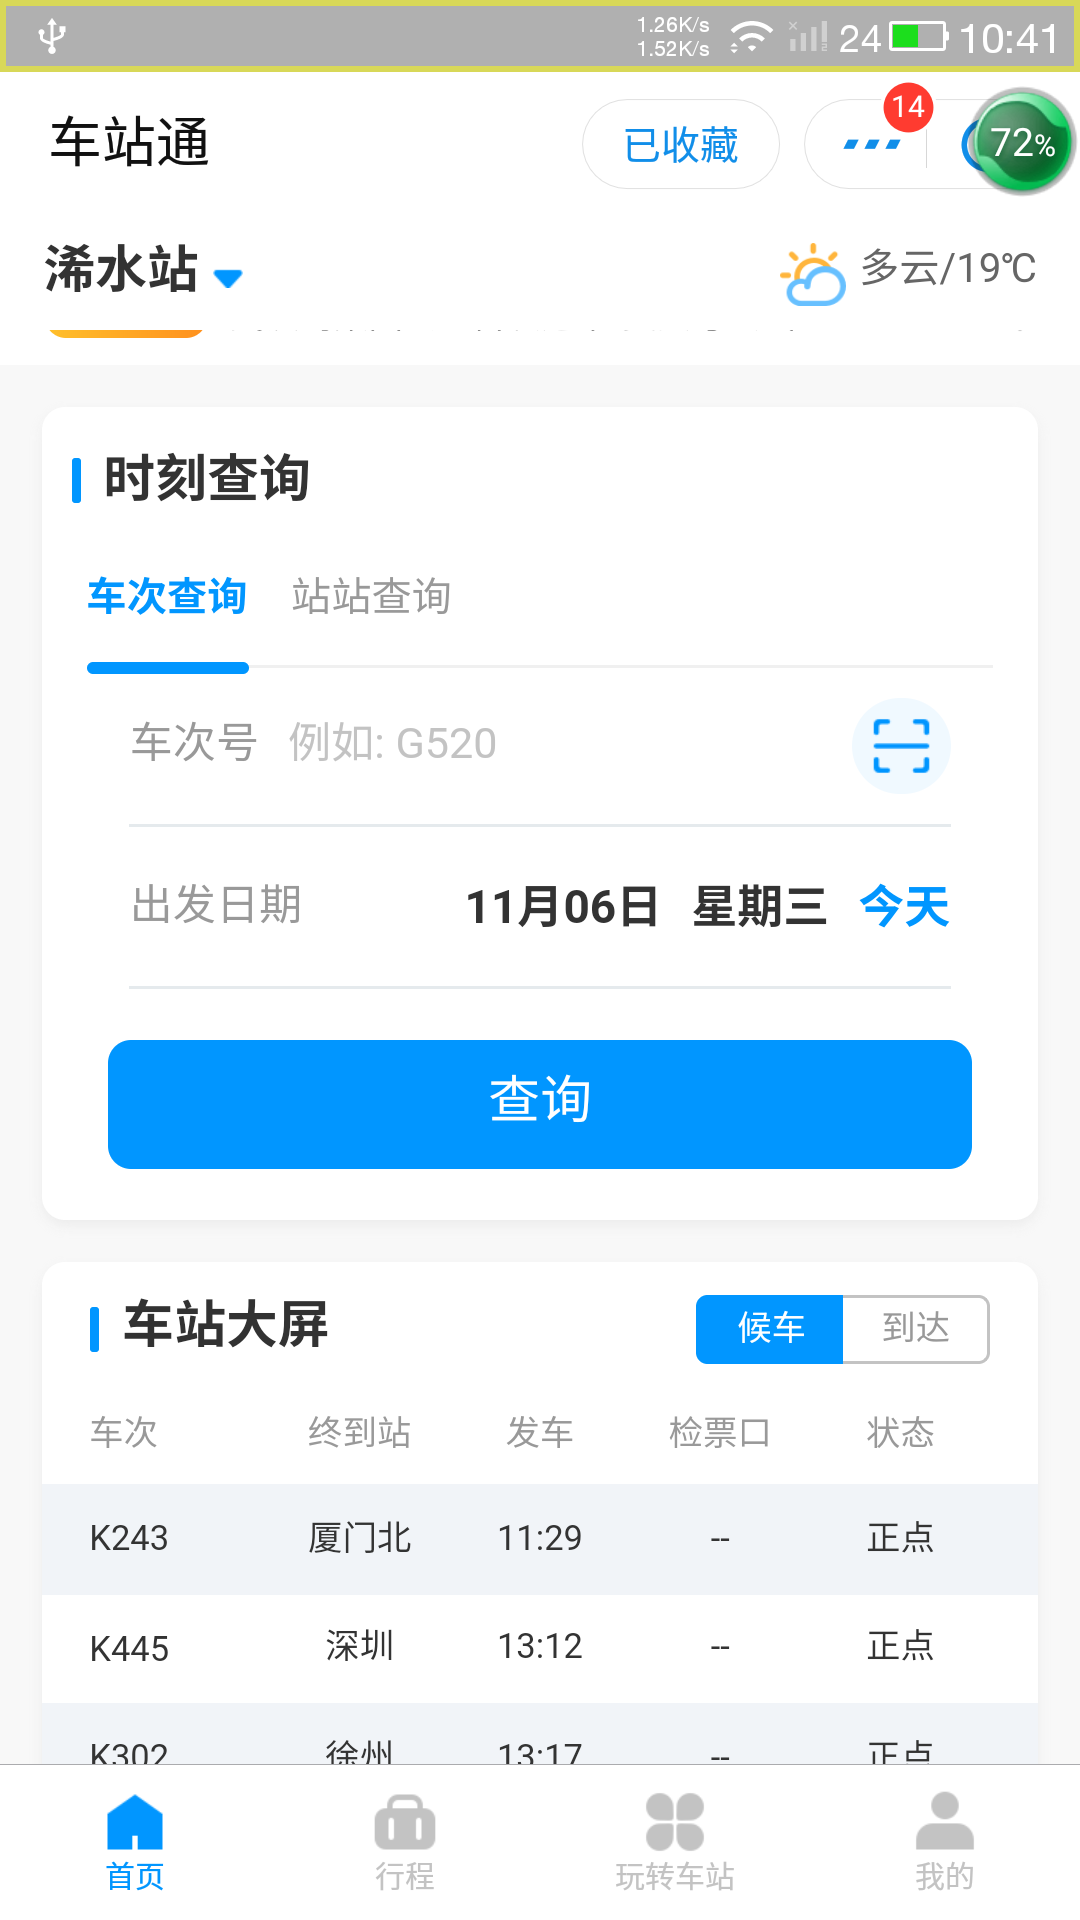 1.26K/s
1.52K/s
24
10:41
车站通
已收藏
14
72%
浠水站
多云/19℃
时刻查询
车次查询 站站查询
车次号 例如: G520
出发日期 11月06日 星期三 今天
查询
车站大屏
候车 到达
车次 终到站 发车 检票口 状态
K243 厦门北 11:29 -- 正点
K445 深圳 13:12 -- 正点
K302 徐州 13:17 -- 正点
首页 行程 玩转车站 我的